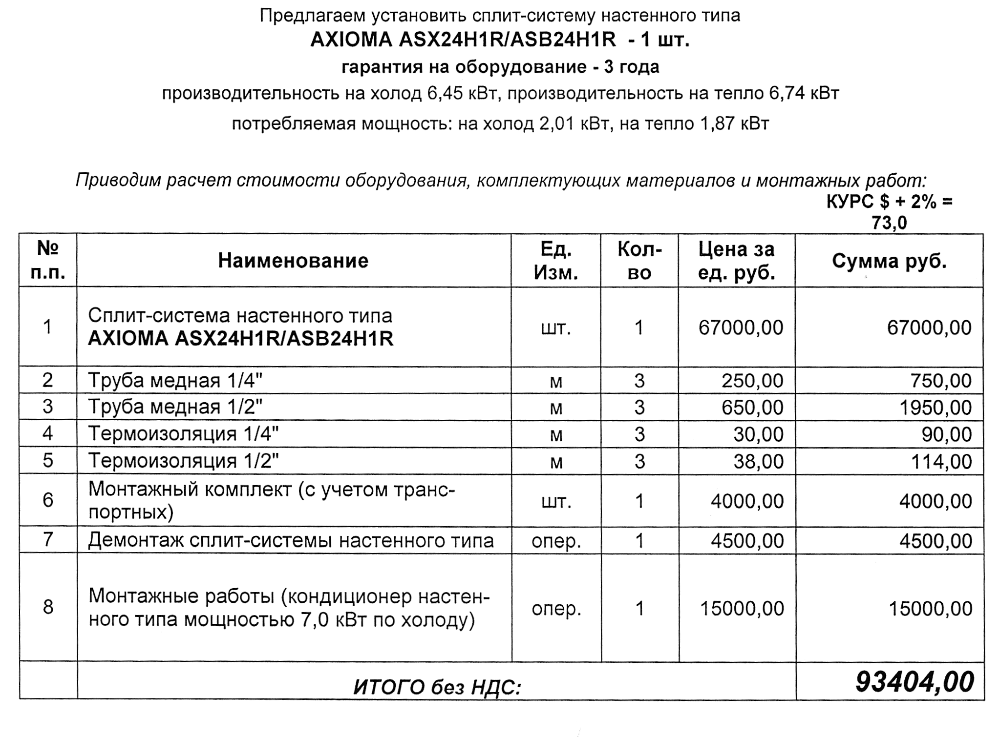 Предлагаем установить сплит-систему настенного типа
AXIOMA ASX24H1R/ASB24H1R - 1 шт.
гарантия на оборудование - 3 года
производительность на холод 6,45 кВт, производительность на тепло 6,74 кВт
потребляемая мощность: на холод 2,01 кВт, на тепло 1,87 кВт
Приводим расчет стоимости оборудования, комплектующих материалов и монтажных работ:
КУРС $ + 2% =
73,0
№ п.п. Наименование Ед. Изм. Кол-во Цена за ед. руб. Сумма руб.
1 Сплит-система настенного типа
AXIOMA ASX24H1R/ASB24H1R шт. 1 67000,00 67000,00
2 Труба медная 1/4" м 3 250,00 750,00
3 Труба медная 1/2" м 3 650,00 1950,00
4 Термоизоляция 1/4" м 3 30,00 90,00
5 Термоизоляция 1/2" м 3 38,00 114,00
6 Монтажный комплект (с учетом транс-
портных) шт. 1 4000,00 4000,00
7 Демонтаж сплит-системы настенного типа опер. 1 4500,00 4500,00
8 Монтажные работы (кондиционер настен-
ного типа мощностью 7,0 кВт по холоду) опер. 1 15000,00 15000,00
ИТОГО без НДС: 93404,00